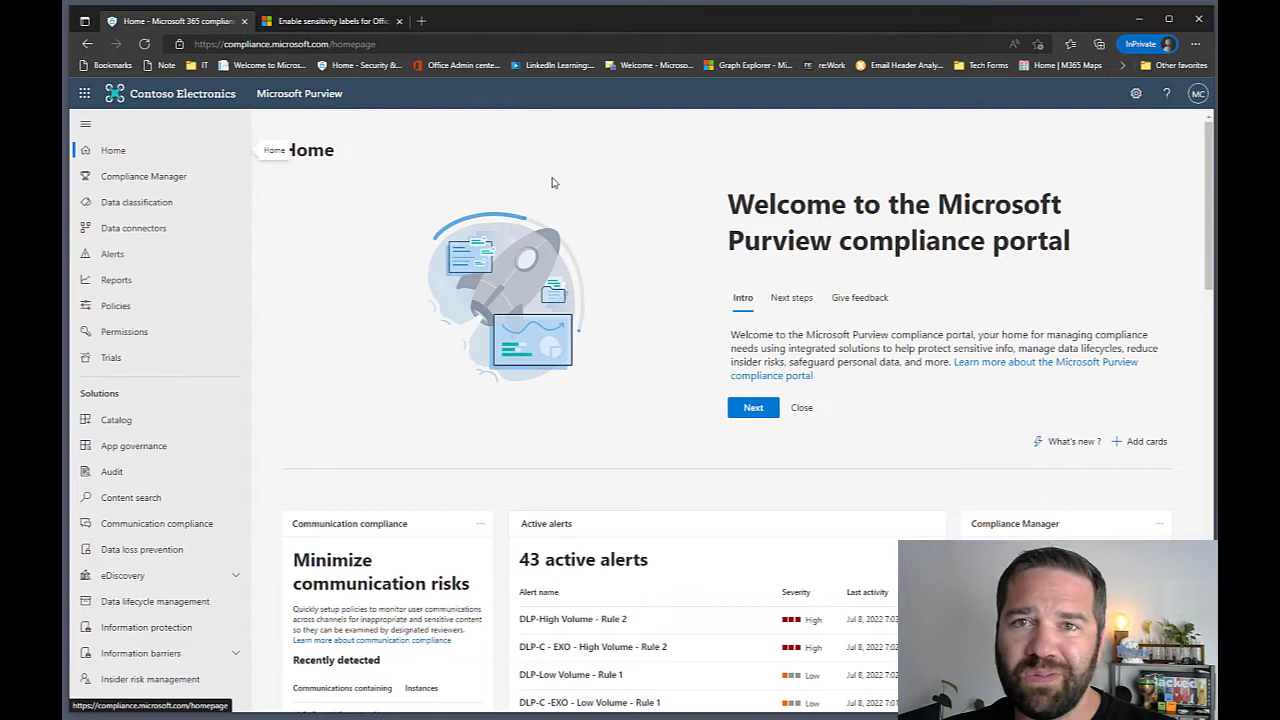 Home - Microsoft 365 complian
Enable sensitivity labels for Offic
https://compliance.microsoft.com/homepage
InPrivate
Bookmarks
Note
IT
Welcome to Micros...
Home - Security &...
Office Admin cente...
LinkedIn Learning:...
Welcome - Microso...
Graph Explorer - Mi...
re:Work
Email Header Analy...
Tech Forms
Home | M365 Maps
Other favorites
Contoso Electronics
Microsoft Purview
MC
Home
Compliance Manager
Data classification
Data connectors
Alerts
Reports
Policies
Permissions
Trials
Solutions
Catalog
App governance
Audit
Content search
Communication compliance
Data loss prevention
eDiscovery
Data lifecycle management
Information protection
Information barriers
Insider risk management
https://compliance.microsoft.com/homepage
Home
Home
Welcome to the Microsoft
Purview compliance portal
Intro
Next steps
Give feedback
Welcome to the Microsoft Purview compliance portal, your home for managing compliance
needs using integrated solutions to help protect sensitive info, manage data lifecycles, reduce
insider risks, safeguard personal data, and more. Learn more about the Microsoft Purview
compliance portal
Next
Close
What's new ?
Add cards
Communication compliance
Minimize
communication risks
Quickly setup policies to monitor user communications
across channels for inappropriate and sensitive content
so they can be examined by designated reviewers.
Learn more about communication compliance
Recently detected
Communications containing
Instances
Active alerts
43 active alerts
Alert name
Severity
Last activity
DLP-High Volume - Rule 2
High
Jul 8, 2022 7:03
DLP-C - EXO - High Volume - Rule 2
High
Jul 8, 2022 7:02
DLP-Low Volume - Rule 1
Low
Jul 8, 2022 7:0
DLP-C -EXO - Low Volume - Rule 1
Low
Jul 8, 2022 7:0
Compliance Manager